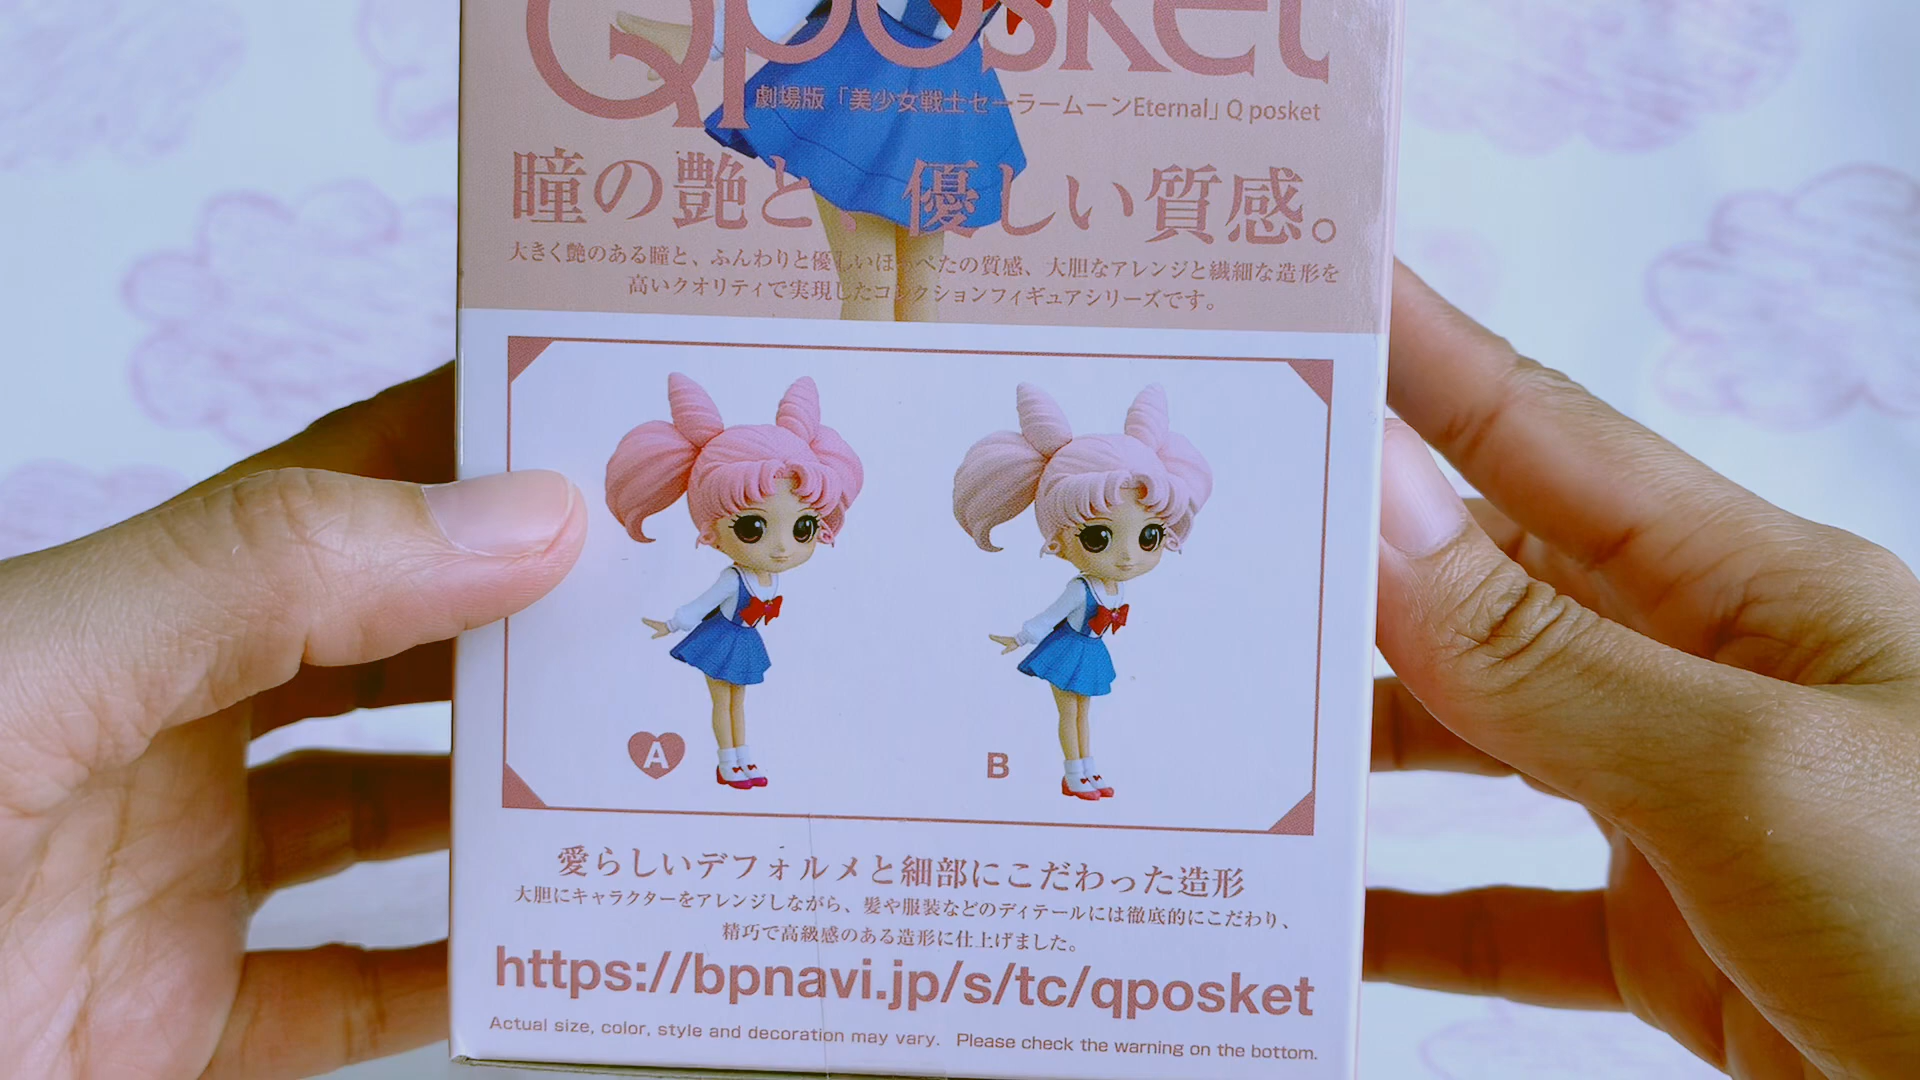 Qposket
劇場版「美少女戦士セーラームーンEternal」Q posket
瞳の艶と、優しい質感。
大きく艶のある瞳と、ふんわりと優しいほっぺたの質感、大胆なアレンジと繊細な造形を
高いクオリティで実現したコレクションフィギュアシリーズです。
A
B
愛らしいデフォルメと細部にこだわった造形
大胆にキャラクターをアレンジしながら、髪や服装などのディテールには徹底的にこだわり、
精巧で高級感のある造形に仕上げました。
https://bpnavi.jp/s/tc/qposket
Actual size, color, style and decoration may vary. Please check the warning on the bottom.